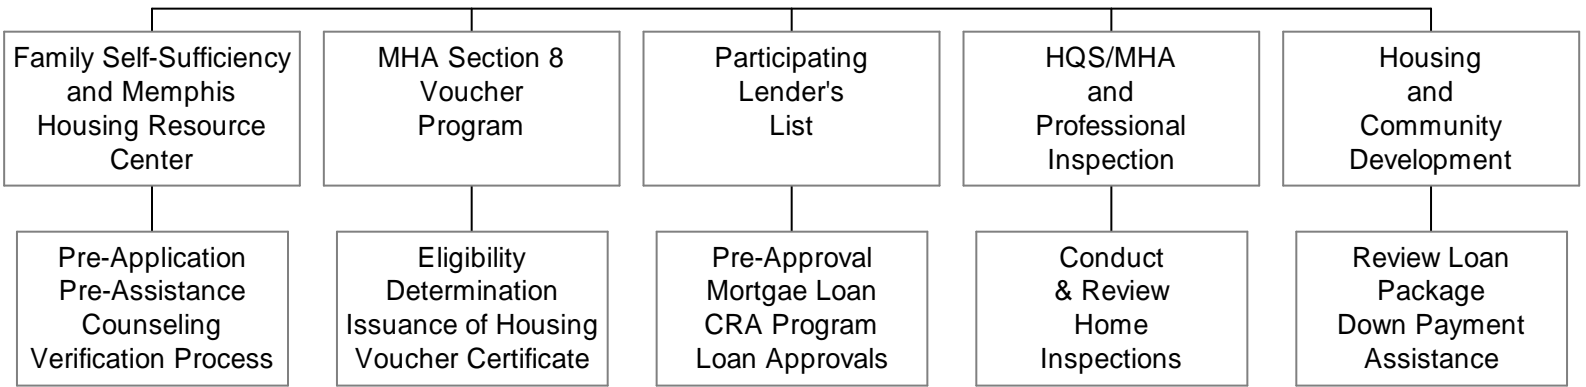 Family Self-Sufficiency
and Memphis
Housing Resource
Center
MHA Section 8
Voucher
Program
Participating
Lender's
List
HQS/MHA
and
Professional
Inspection
Housing
and
Community
Development
Pre-Application
Pre-Assistance
Counseling
Verification Process
Eligibility
Determination
Issuance of Housing
Voucher Certificate
Pre-Approval
Mortgae Loan
CRA Program
Loan Approvals
Conduct
& Review
Home
Inspections
Review Loan
Package
Down Payment
Assistance